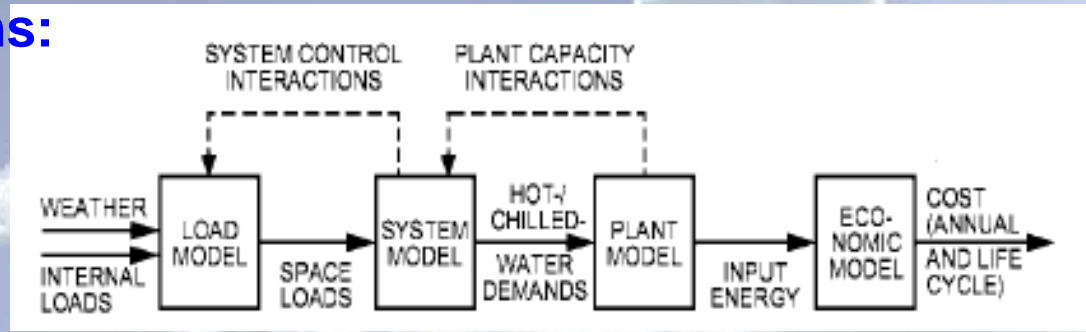 ns:
SYSTEM CONTROL
INTERACTIONS
PLANT CAPACITY
INTERACTIONS
WEATHER
INTERNAL
LOADS
LOAD
MODEL
SPACE
LOADS
SYSTEM
MODEL
HOT-/
CHILLED-
WATER
DEMANDS
PLANT
MODEL
INPUT
ENERGY
ECO-
NOMIC
MODEL
COST
(ANNUAL
AND LIFE
CYCLE)